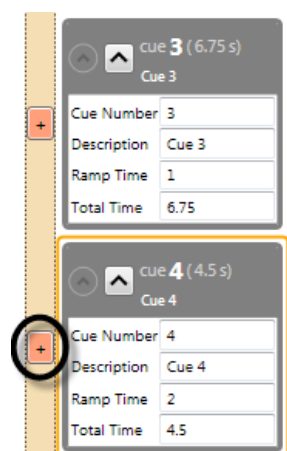 cue 3 (6.75 s)
Cue 3
+
Cue Number 3
Description Cue 3
Ramp Time 1
Total Time 6.75
cue 4 (4.5 s)
Cue 4
+
Cue Number 4
Description Cue 4
Ramp Time 2
Total Time 4.5